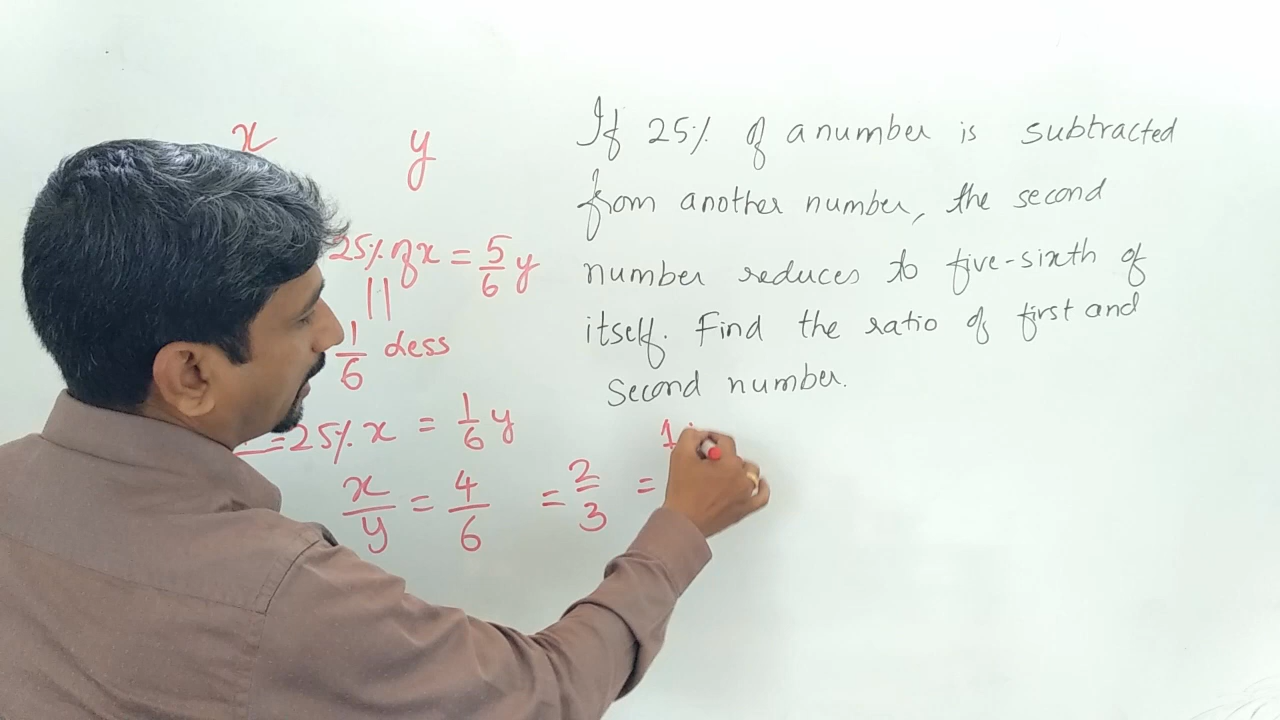 x y
25% of x = 5/6 y
1/6 Less
=25% x = 1/6 y
x/y = 4/6 = 2/3 =
1
If 25% of a number is subtracted
from another number, the second
number reduces to five-sixth of
itself. Find the ratio of first and
second number.